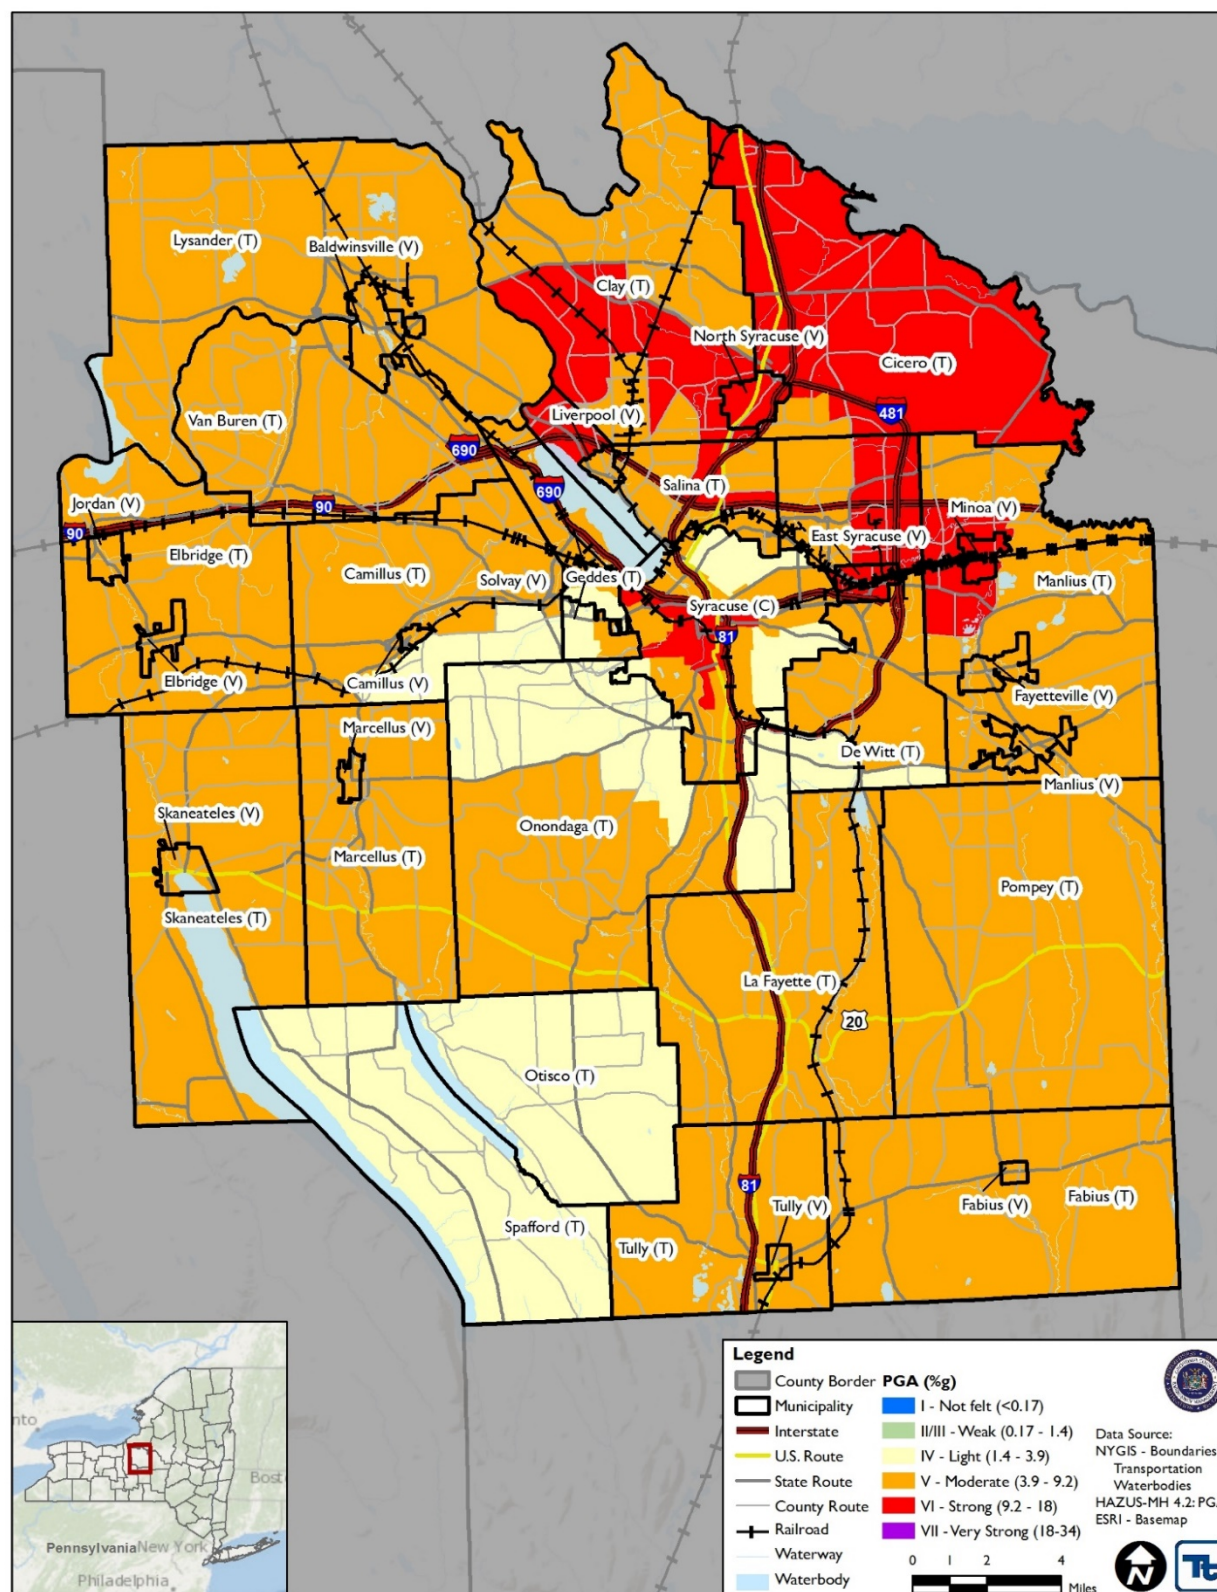 Lysander (T)
Baldwinsville (V)
Clay (T)
North Syracuse (V)
Cicero (T)
481
Van Buren (T)
Liverpool (V)
690
690
Salina (T)
Jordan (V)
90
90
Minoa (V)
East Syracuse (V)
Elbridge (T)
Camillus (T)
Solvay (V)
Geddes (T)
Manlius (T)
Syracuse (C)
81
Elbridge (V)
Camillus (V)
Fayetteville (V)
Marcellus (V)
De Witt (T)
Manlius (V)
Skaneateles (V)
Onondaga (T)
Marcellus (T)
Pompey (T)
Skaneateles (T)
La Fayette (T)
20
Otisco (T)
81
Fabius (V)
Fabius (T)
Tully (V)
Spafford (T)
Tully (T)
Legend
County Border
Municipality
Interstate
U.S. Route
State Route
County Route
Railroad
Waterway
Waterbody
PGA (%g)
I - Not felt (<0.17)
II/III - Weak (0.17 - 1.4)
IV - Light (1.4 - 3.9)
V - Moderate (3.9 - 9.2)
VI - Strong (9.2 - 18)
VII - Very Strong (18-34)
Data Source:
NYGIS - Boundaries
Transportation
Waterbodies
HAZUS-MH 4.2: PG
ESRI - Basemap
0 1 2 4
Miles
N
Tt
nto
Bost
Pennsylvania
New York
Philadelphia